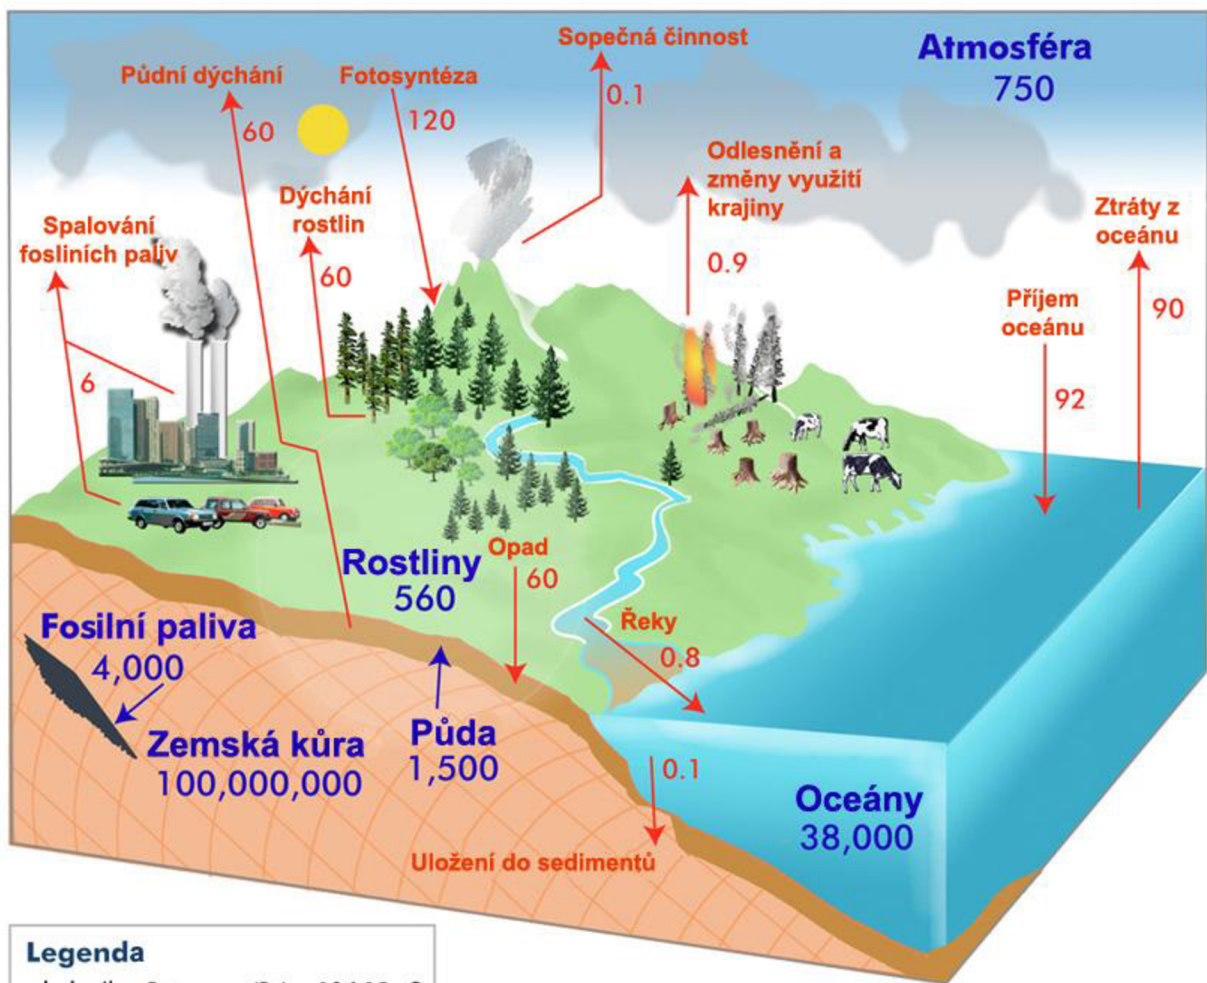 Sopečná činnost
0.1
Atmosféra
750
Půdní dýchání
60
Fotosyntéza
120
Odlesnění a
změny využití
krajiny
0.9
Dýchání
rostlin
60
Ztráty z
oceánu
90
Spalování
fosliních paliv
6
Příjem
oceánu
92
Rostliny
560
Opad
60
Fosilní paliva
4,000
Řeky
0.8
Zemská kůra
100,000,000
Půda
1,500
0.1
Uložení do sedimentů
Oceány
38,000
Legenda